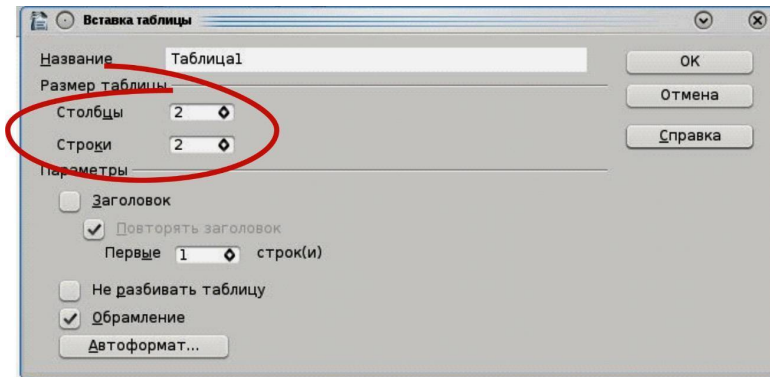 Вставка таблицы
Название Таблица1
Размер таблицы
Столбцы 2
Строки 2
Параметры
Заголовок
Повторять заголовок
Первые 1 строк(и)
Не разбивать таблицу
Обрамление
Автоформат...
ОК
Отмена
Справка